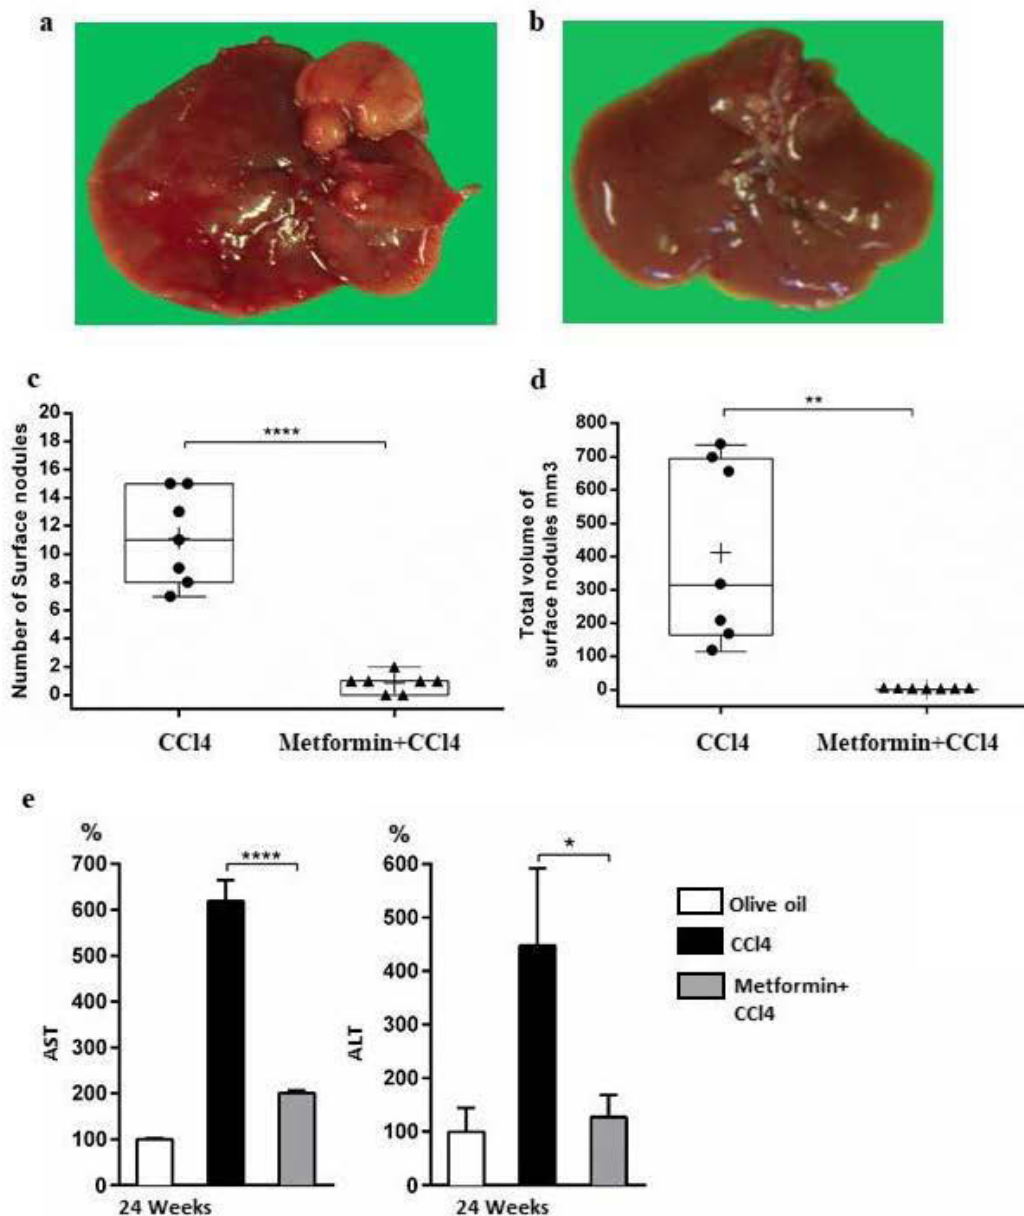 a
b
c
Number of Surface nodules
20
18
16
14
12
10
8
6
4
2
0
****
CCl4
Metformin+CCl4
d
Total volume of
surface nodules mm3
800
700
600
500
400
300
200
100
0
**
CCl4
Metformin+CCl4
e
%
AST
700
600
500
400
300
200
100
0
****
24 Weeks
%
ALT
600
500
400
300
200
100
0
*
24 Weeks
Olive oil
CCl4
Metformin+
CCl4